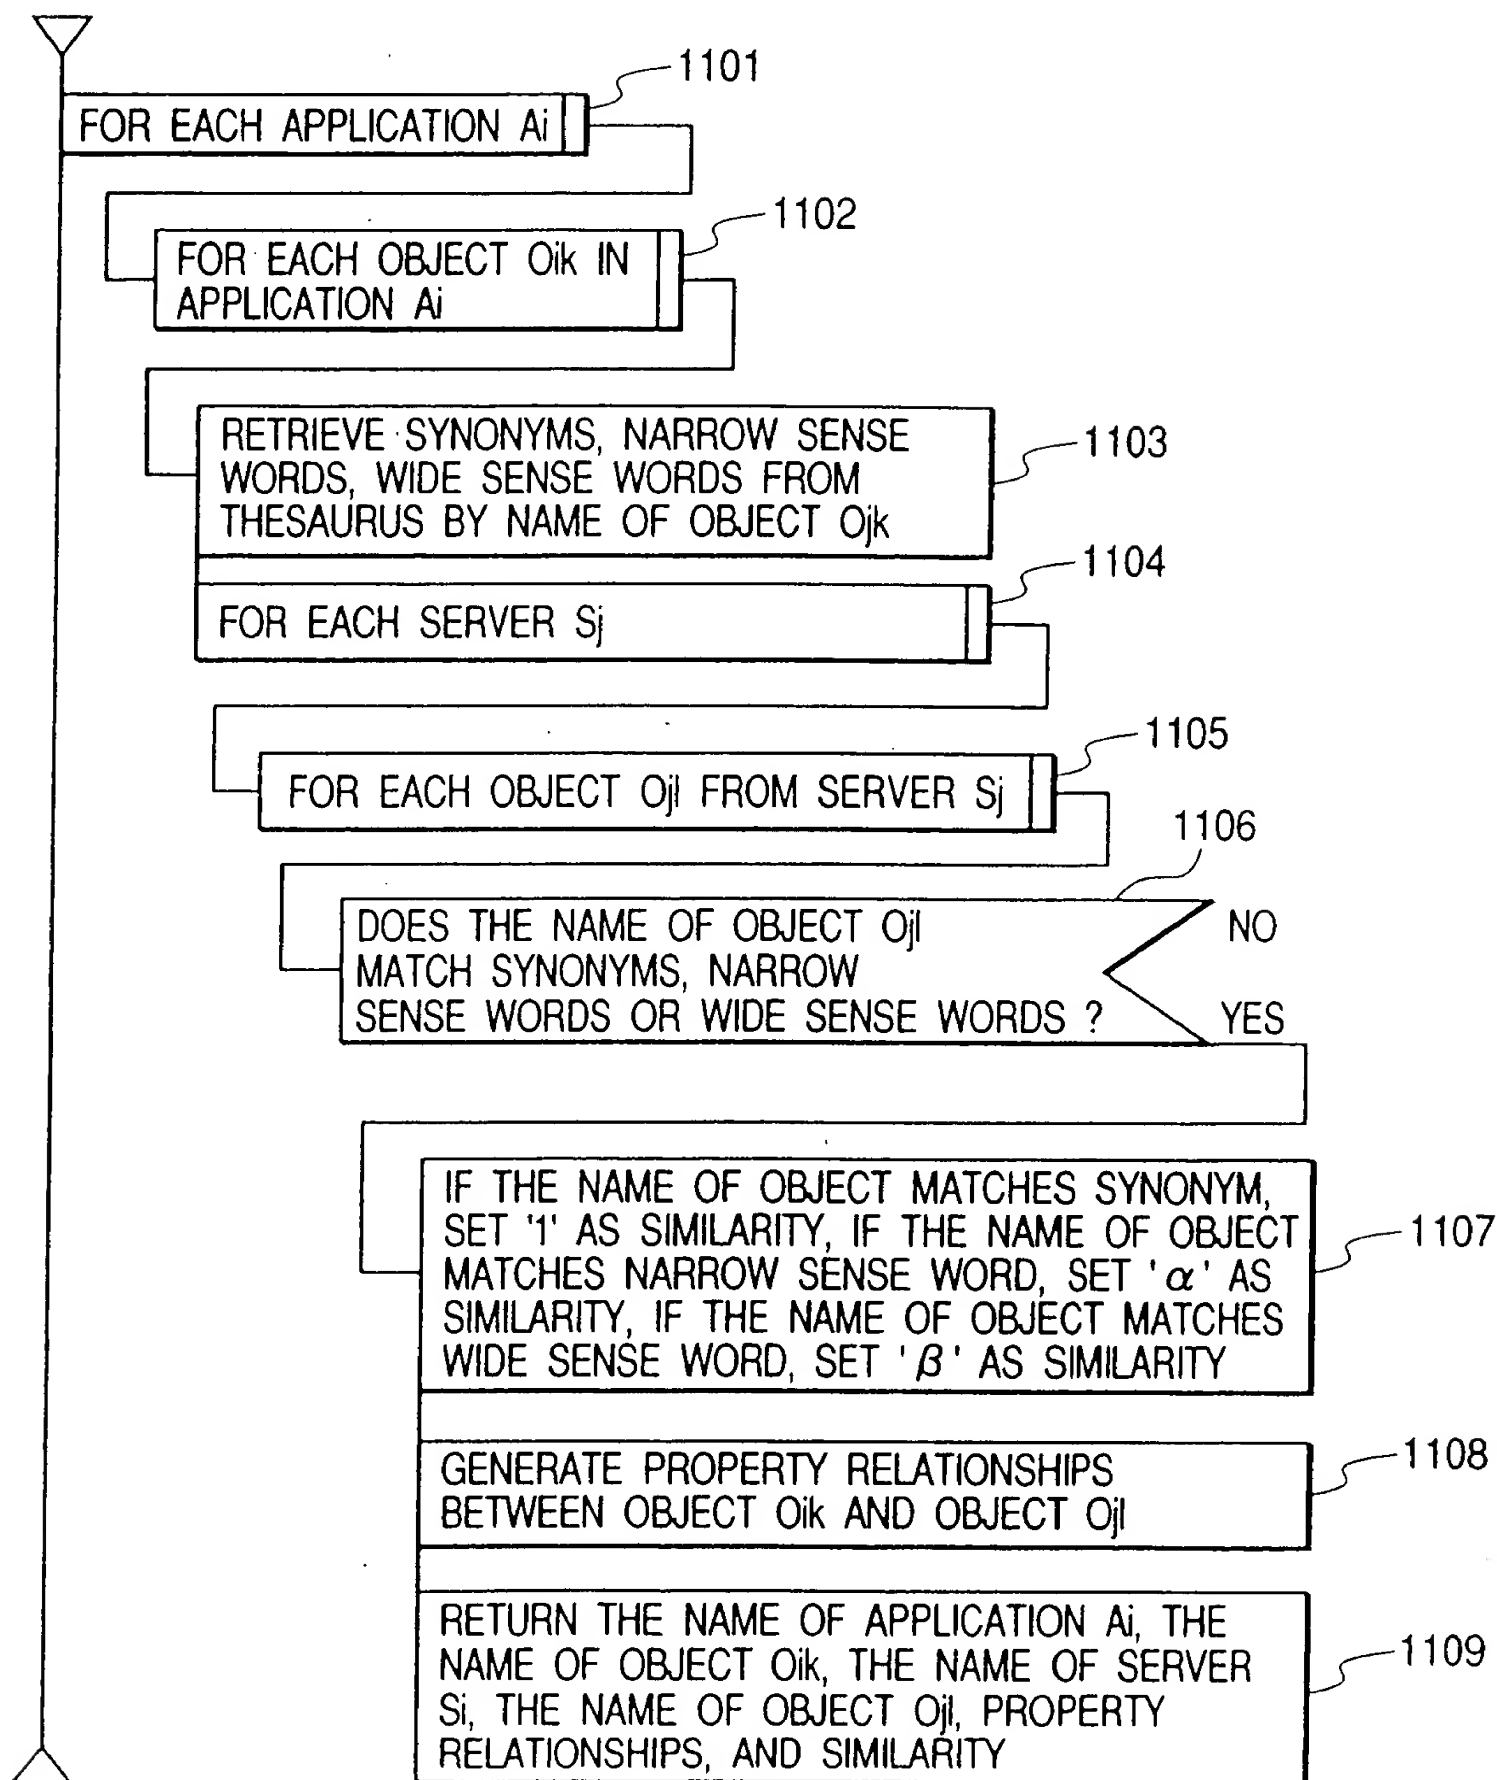 1101
FOR EACH APPLICATION Ai
1102
FOR EACH OBJECT Oik IN
APPLICATION Ai
RETRIEVE SYNONYMS, NARROW SENSE
WORDS, WIDE SENSE WORDS FROM
THESAURUS BY NAME OF OBJECT Ojk
1103
1104
FOR EACH SERVER Sj
1105
FOR EACH OBJECT Ojl FROM SERVER Sj
1106
DOES THE NAME OF OBJECT Ojl
MATCH SYNONYMS, NARROW
SENSE WORDS OR WIDE SENSE WORDS ?
NO
YES
IF THE NAME OF OBJECT MATCHES SYNONYM,
SET '1' AS SIMILARITY, IF THE NAME OF OBJECT
MATCHES NARROW SENSE WORD, SET 'α' AS
SIMILARITY, IF THE NAME OF OBJECT MATCHES
WIDE SENSE WORD, SET 'β' AS SIMILARITY
1107
GENERATE PROPERTY RELATIONSHIPS
BETWEEN OBJECT Oik AND OBJECT Ojl
1108
RETURN THE NAME OF APPLICATION Ai, THE
NAME OF OBJECT Oik, THE NAME OF SERVER
Si, THE NAME OF OBJECT Ojl, PROPERTY
RELATIONSHIPS, AND SIMILARITY
1109